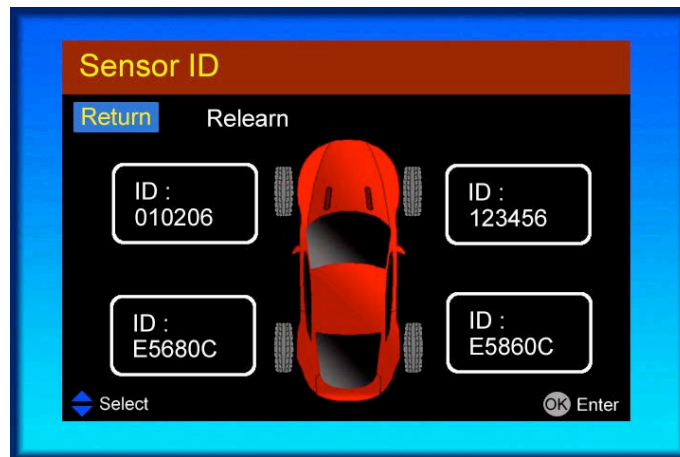 Sensor ID
Return Relearn
ID :
010206
ID :
123456
ID :
E5680C
ID :
E5860C
Select
OK Enter